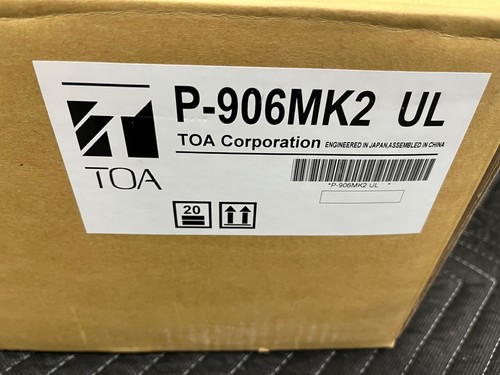 P-906MK2 UL
TOA Corporation ENGINEERED IN JAPAN,ASSEMBLED IN CHINA
TOA
*P-906MK2 UL *
20